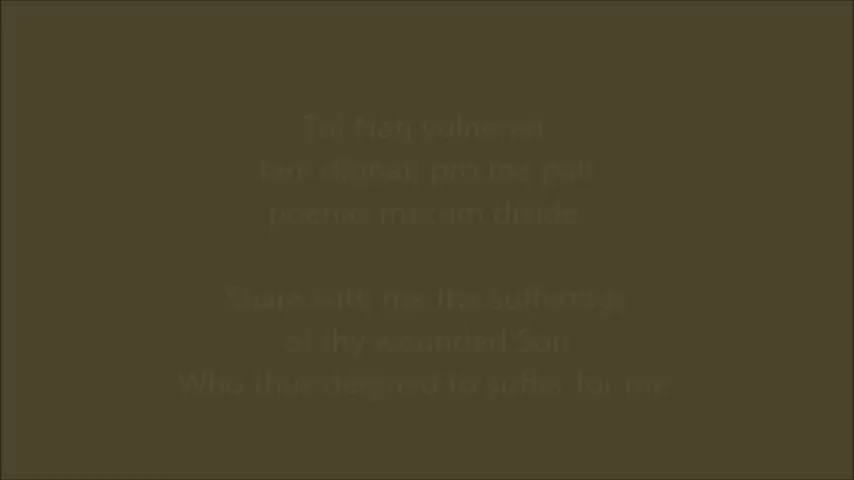 Tui Nati vulnerati
tam dignati pro me pati
poenas mecum divide
Share with me the sufferings
of thy wounded Son
Who thus deigned to suffer for me